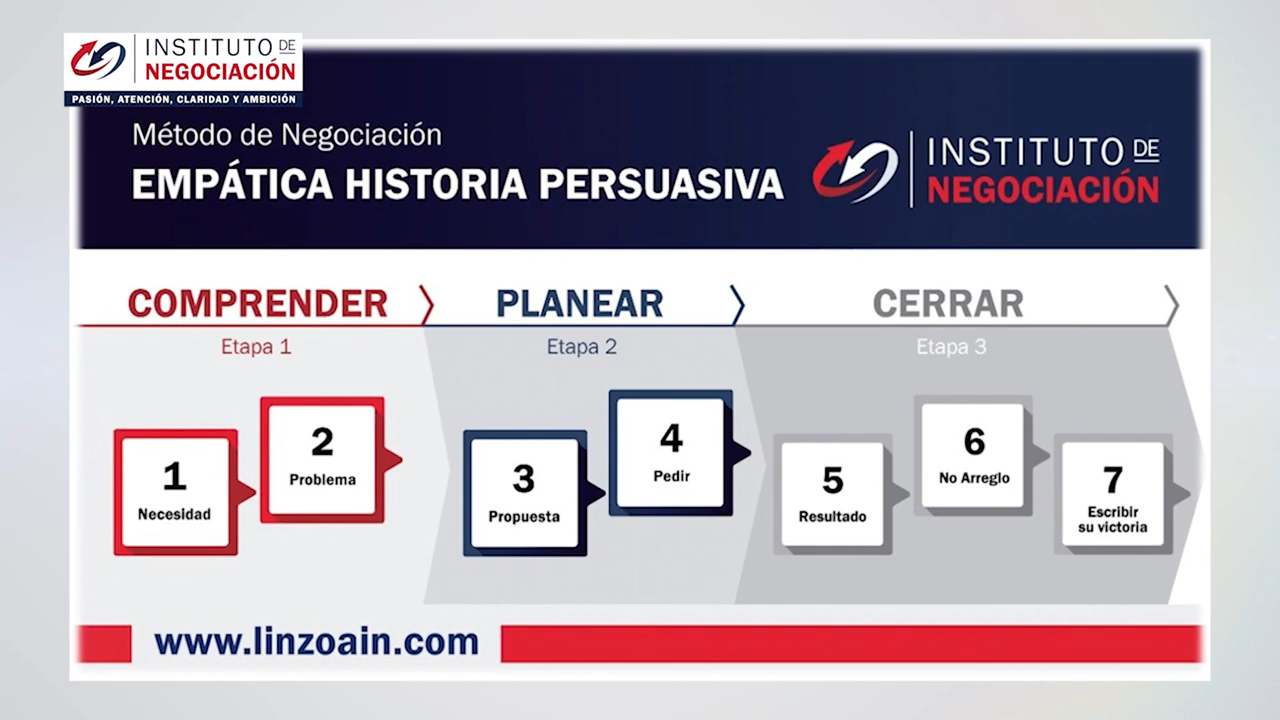 INSTITUTO DE
NEGOCIACIÓN
PASIÓN, ATENCIÓN, CLARIDAD Y AMBICIÓN
Método de Negociación
EMPÁTICA HISTORIA PERSUASIVA
INSTITUTO DE
NEGOCIACIÓN
COMPRENDER
Etapa 1
PLANEAR
Etapa 2
CERRAR
Etapa 3
1
Necesidad
2
Problema
3
Propuesta
4
Pedir
5
Resultado
6
No Arreglo
7
Escribir
su victoria
www.linzoain.com